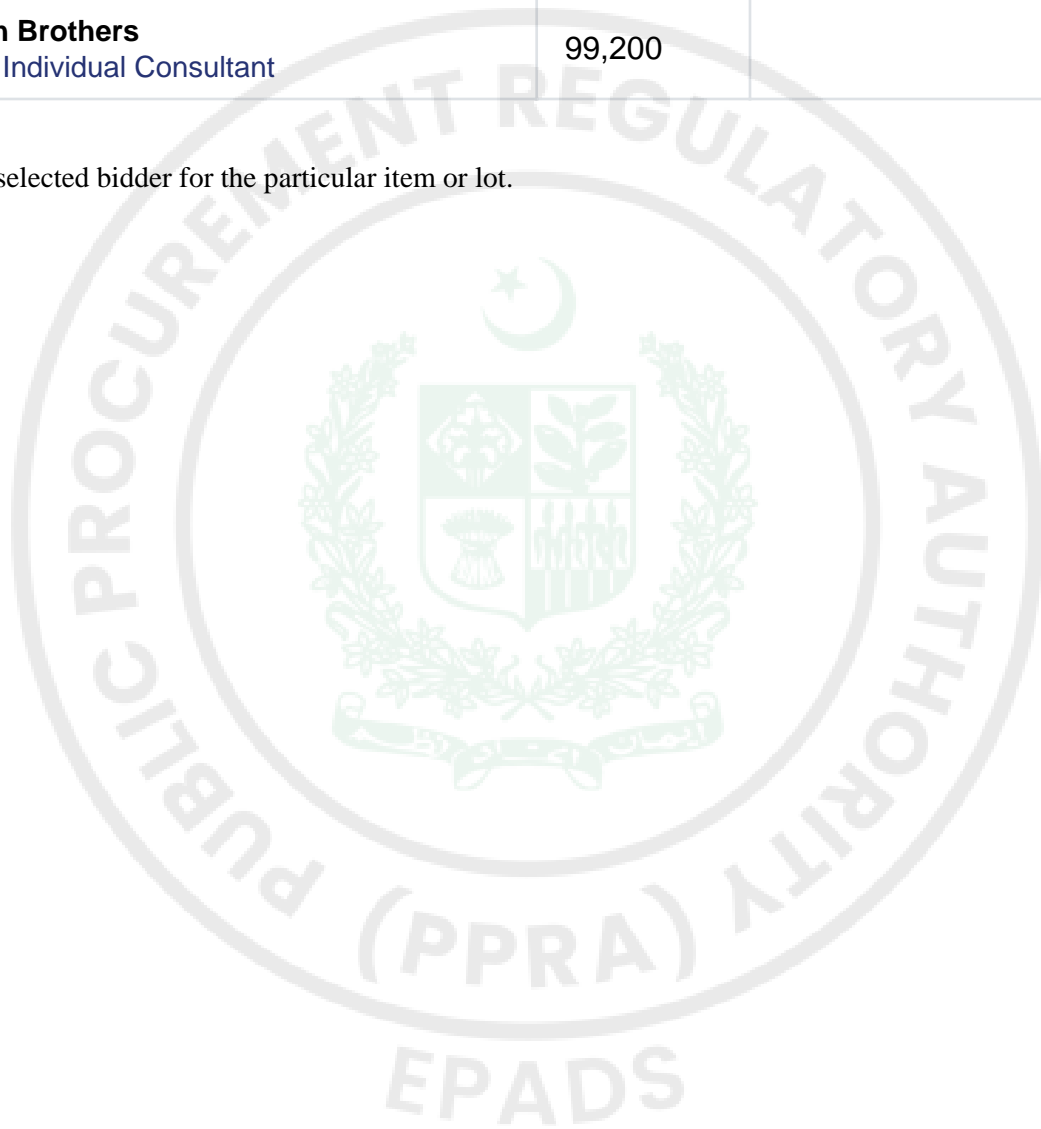 n Brothers
Individual Consultant
99,200
selected bidder for the particular item or lot.
PUBLIC PROCUREMENT REGULATORY AUTHORITY
(PPRA)
EPADS